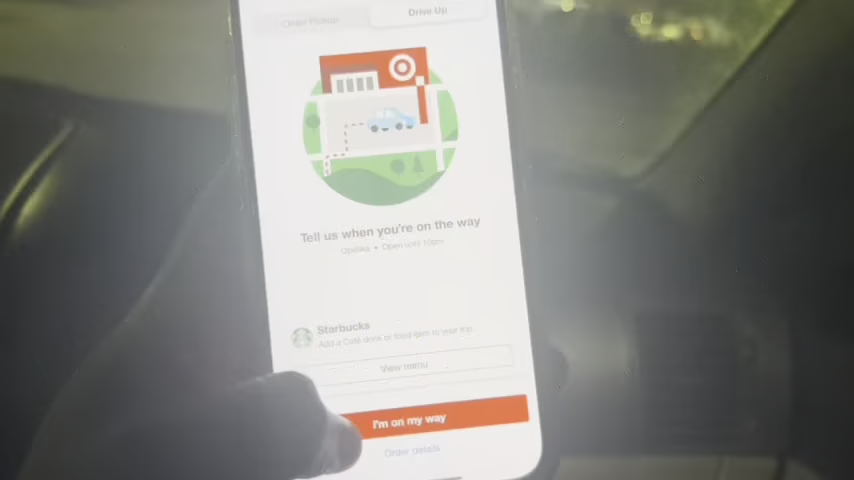 Order Pickup
Drive Up
Tell us when you're on the way
Opelika • Open until 10pm
Starbucks
Add a Café drink or food item to your trip.
View menu
I'm on my way
Order details